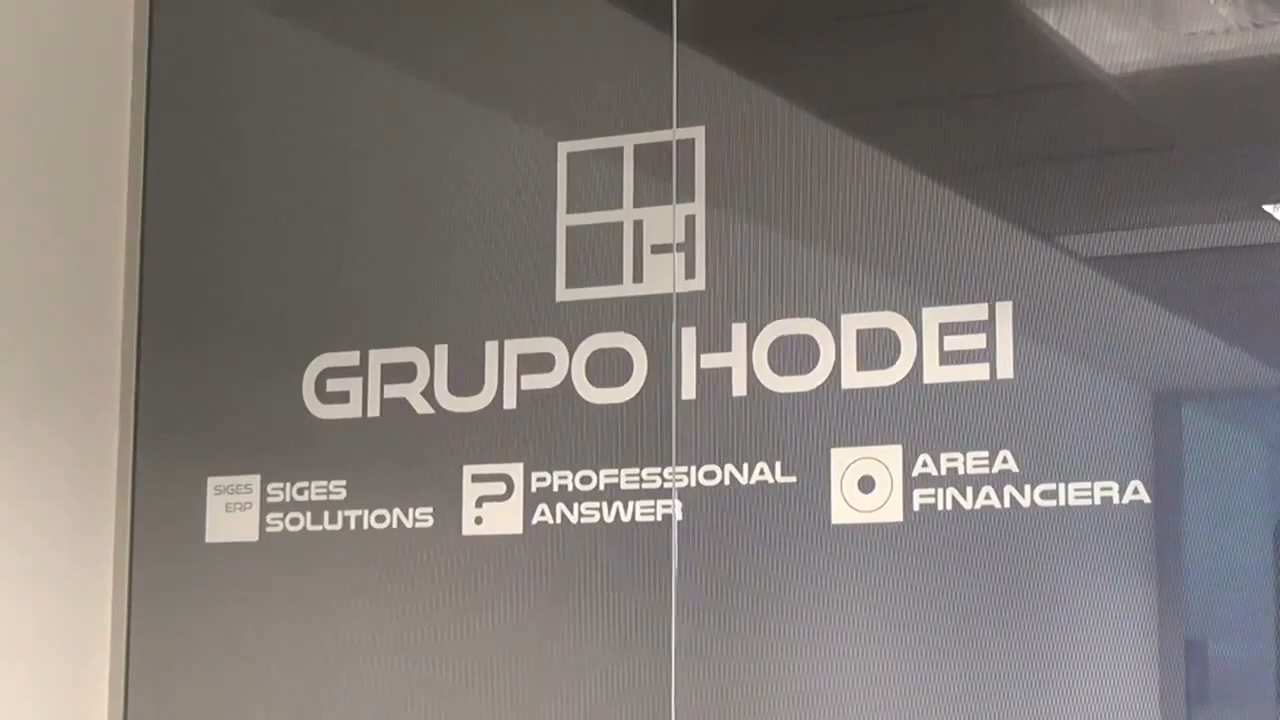 H
GRUPO HODEI
SIGES
ERP
SIGES
SOLUTIONS
?
PROFESSIONAL
ANSWER
AREA
FINANCIERA